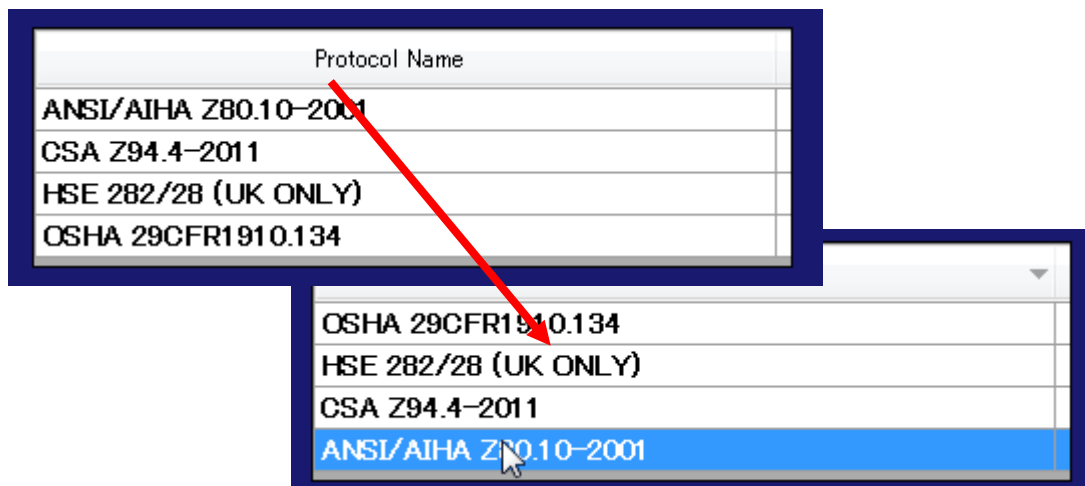 Protocol Name
ANSI/AIHA Z80.10-2001
CSA Z94.4-2011
HSE 282/28 (UK ONLY)
OSHA 29CFR1910.134
OSHA 29CFR1910.134
HSE 282/28 (UK ONLY)
CSA Z94.4-2011
ANSI/AIHA Z80.10-2001